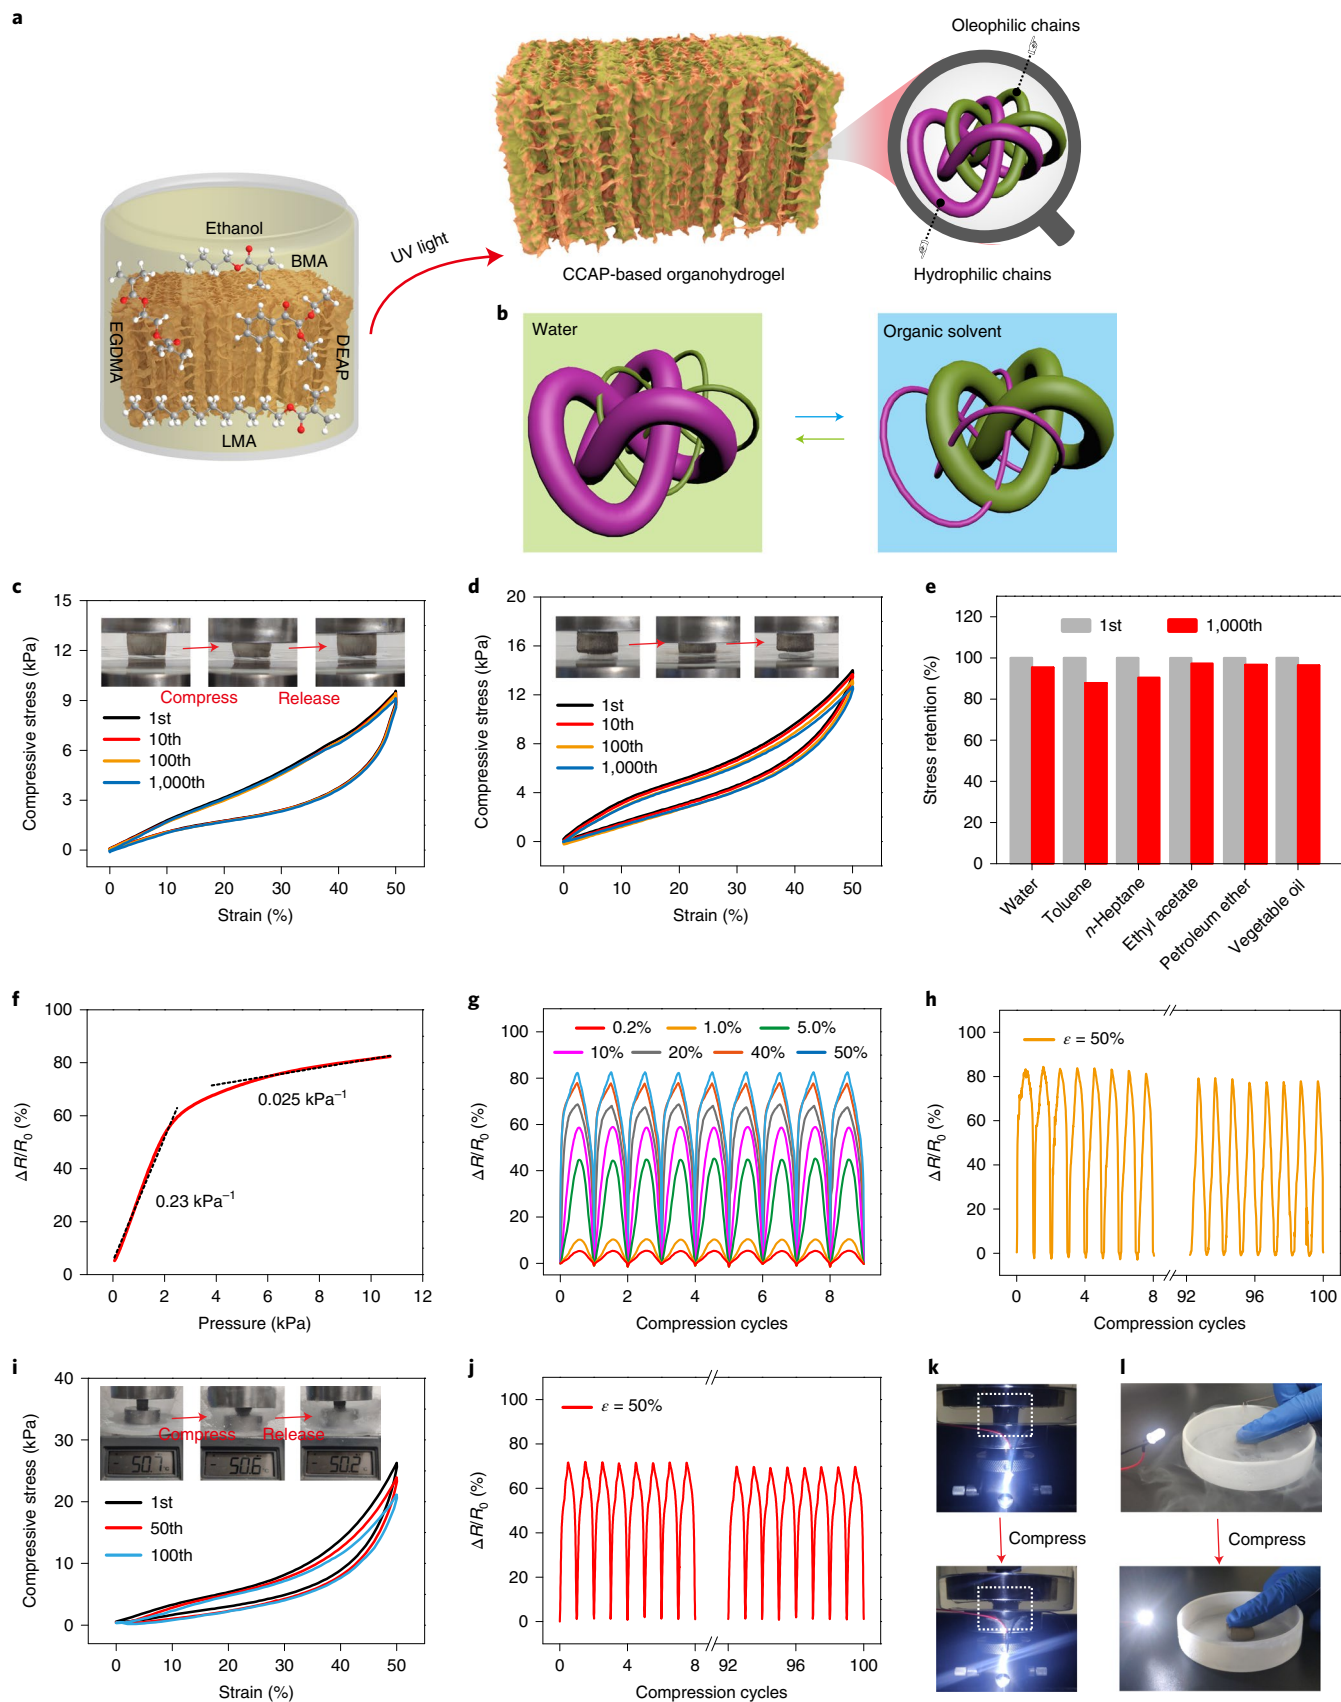 a
Oleophilic chains
Ethanol
BMA
EGDMA
DEAP
LMA
UV light
CCAP-based organohydrogel
Hydrophilic chains
b
Water
Organic solvent
c
Compressive stress (kPa)
15
12
9
6
3
0
Compress
Release
1st
10th
100th
1,000th
0 10 20 30 40 50
Strain (%)
d
Compressive stress (kPa)
20
16
12
8
4
0
1st
10th
100th
1,000th
0 10 20 30 40 50
Strain (%)
e
Stress retention (%)
120
100
80
60
40
20
0
1st 1,000th
Water
Toluene
n-Heptane
Ethyl acetate
Petroleum ether
Vegetable oil
f
ΔR/R0 (%)
100
80
60
40
20
0
0.025 kPa−1
0.23 kPa−1
0 2 4 6 8 10 12
Pressure (kPa)
g
ΔR/R0 (%)
100
80
60
40
20
0
0.2% 1.0% 5.0%
10% 20% 40% 50%
0 2 4 6 8
Compression cycles
h
ΔR/R0 (%)
100
80
60
40
20
0
ε = 50%
0 4 8 92 96 100
Compression cycles
i
Compressive stress (kPa)
40
30
20
10
0
Compress
Release
-50.7
-50.6
-50.2
1st
50th
100th
0 10 20 30 40 50
Strain (%)
j
ΔR/R0 (%)
100
80
60
40
20
0
ε = 50%
0 4 8 92 96 100
Compression cycles
k
Compress
l
Compress